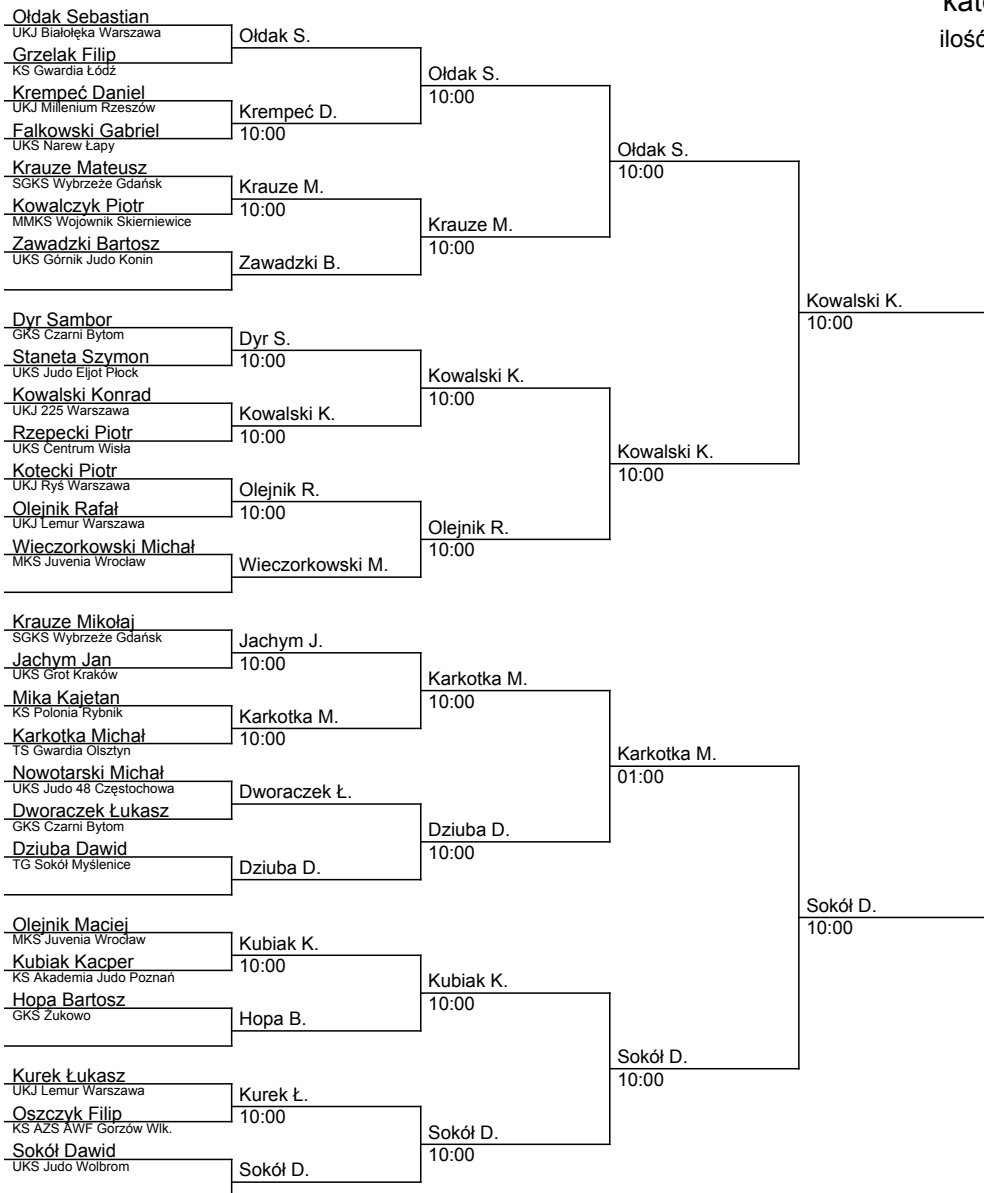 kat
ilość
Ołdak Sebastian
UKJ Białołęka Warszawa
Grzelak Filip
KS Gwardia Łódź
Krempeć Daniel
UKJ Millenium Rzeszów
Falkowski Gabriel
UKS Narew Łapy
Krauze Mateusz
SGKS Wybrzeże Gdańsk
Kowalczyk Piotr
MMKS Wojownik Skierniewice
Zawadzki Bartosz
UKS Górnik Judo Konin
Dyr Sambor
GKS Czarni Bytom
Staneta Szymon
UKS Judo Eljot Płock
Kowalski Konrad
UKJ 225 Warszawa
Rzepecki Piotr
UKS Centrum Wisła
Kotecki Piotr
UKJ Ryś Warszawa
Olejnik Rafał
UKJ Lemur Warszawa
Wieczorkowski Michał
MKS Juvenia Wrocław
Krauze Mikołaj
SGKS Wybrzeże Gdańsk
Jachym Jan
UKS Grot Kraków
Mika Kajetan
KS Polonia Rybnik
Karkotka Michał
TS Gwardia Olsztyn
Nowotarski Michał
UKS Judo 48 Częstochowa
Dworaczek Łukasz
GKS Czarni Bytom
Dziuba Dawid
TG Sokół Myślenice
Olejnik Maciej
MKS Juvenia Wrocław
Kubiak Kacper
KS Akademia Judo Poznań
Hopa Bartosz
GKS Żukowo
Kurek Łukasz
UKJ Lemur Warszawa
Oszczyk Filip
KS AZS AWF Gorzów Wlk.
Sokół Dawid
UKS Judo Wolbrom
Ołdak S.
Krempeć D.
10:00
Krauze M.
10:00
Zawadzki B.
Dyr S.
10:00
Kowalski K.
10:00
Olejnik R.
10:00
Wieczorkowski M.
Jachym J.
10:00
Karkotka M.
10:00
Dworaczek Ł.
Dziuba D.
Kubiak K.
10:00
Hopa B.
Kurek Ł.
10:00
Sokół D.
Ołdak S.
10:00
Krauze M.
10:00
Kowalski K.
10:00
Olejnik R.
10:00
Karkotka M.
10:00
Dziuba D.
10:00
Kubiak K.
10:00
Sokół D.
10:00
Ołdak S.
10:00
Kowalski K.
10:00
Karkotka M.
01:00
Sokół D.
10:00
Kowalski K.
10:00
Sokół D.
10:00